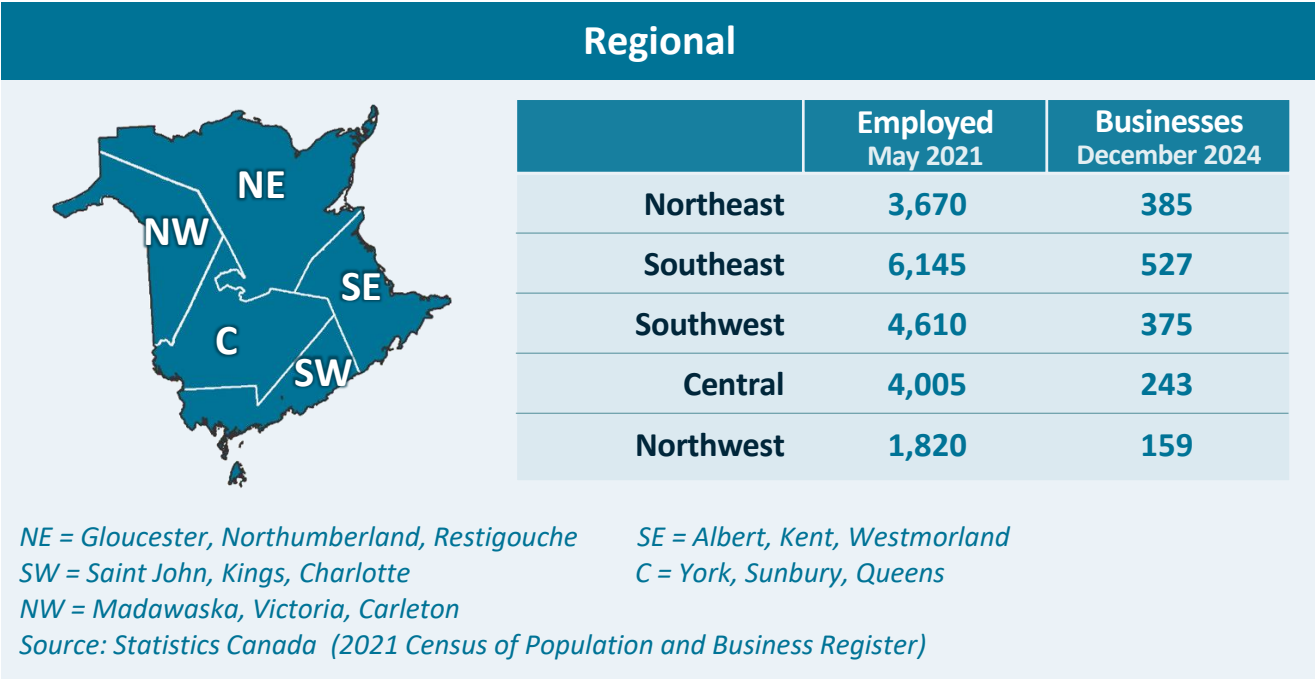 Regional
NE
NW
SE
C
SW
Employed Businesses
May 2021 December 2024
Northeast 3,670 385
Southeast 6,145 527
Southwest 4,610 375
Central 4,005 243
Northwest 1,820 159
NE = Gloucester, Northumberland, Restigouche SE = Albert, Kent, Westmorland
SW = Saint John, Kings, Charlotte C = York, Sunbury, Queens
NW = Madawaska, Victoria, Carleton
Source: Statistics Canada (2021 Census of Population and Business Register)